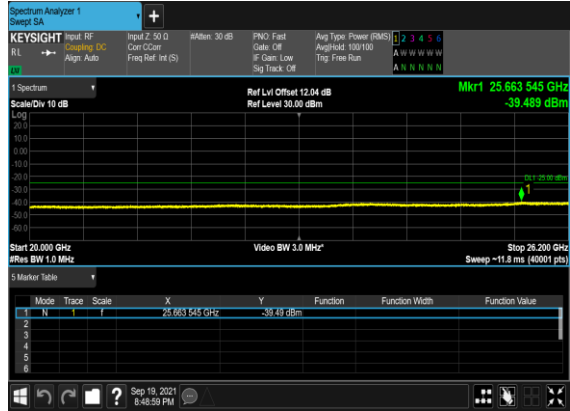 Spectrum Analyzer 1
Swept SA
+
KEYSIGHT Input: RF Input Z: 50 Ω #Atten: 30 dB PNO: Fast Avg Type: Power (RMS) 1 2 3 4 5 6
RL Coupling: DC Corr CCorr Gate: Off Avg|Hold: 100/100 A W W W W W
Align: Auto Freq Ref: Int (S) IF Gain: Low Trig: Free Run
Sig Track: Off A N N N N N
1 Spectrum Ref Lvl Offset 12.04 dB Mkr1 25.663 545 GHz
Scale/Div 10 dB Ref Level 30.00 dBm -39.489 dBm
Log
20.0
10.0
0.00
-10.0
-20.0 DL1 -25.00 dBm
-30.0 1
-40.0
-50.0
-60.0
Start 20.000 GHz Video BW 3.0 MHz* Stop 26.200 GHz
#Res BW 1.0 MHz Sweep ~11.8 ms (40001 pts)
5 Marker Table
Mode Trace Scale X Y Function Function Width Function Value
1 N 1 f 25.663 545 GHz -39.49 dBm
2
3
4
5
6
? Sep 19, 2021
8:48:59 PM